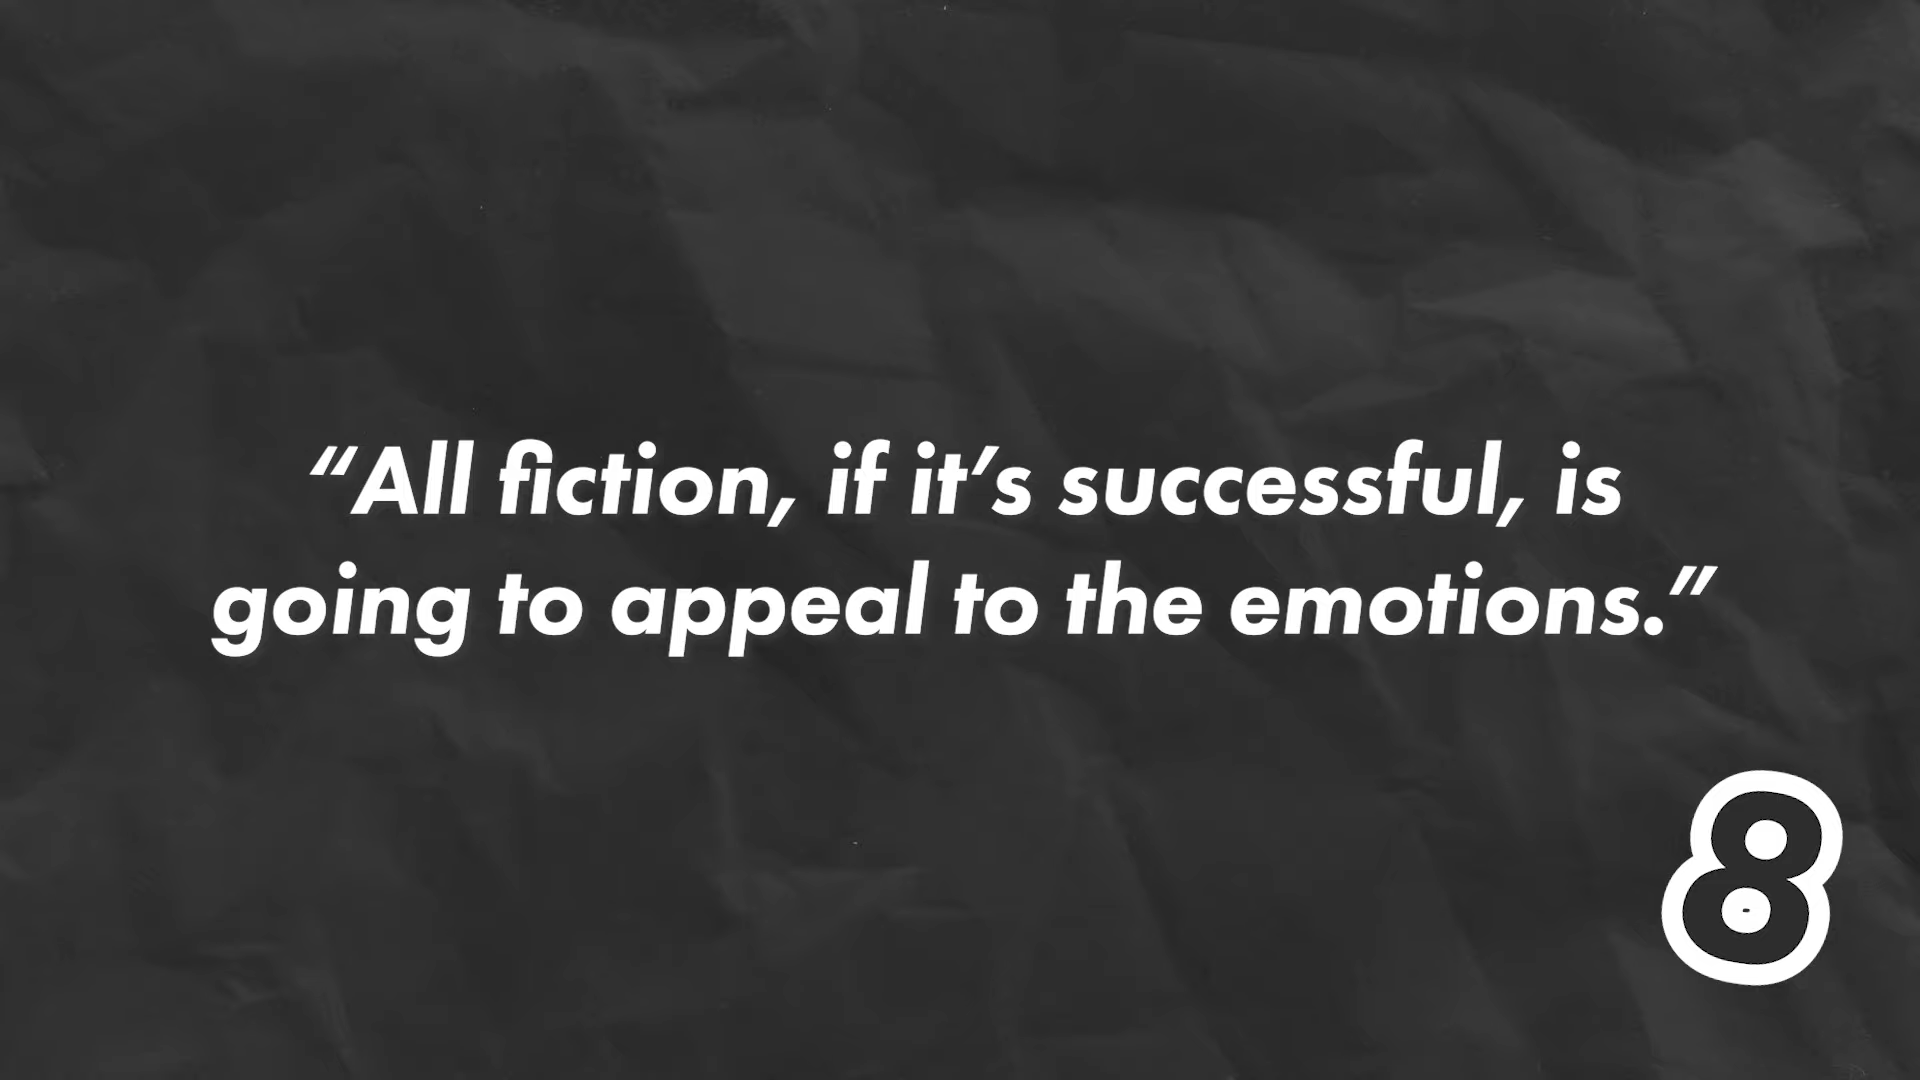 “All fiction, if it’s successful, is
going to appeal to the emotions.”
8